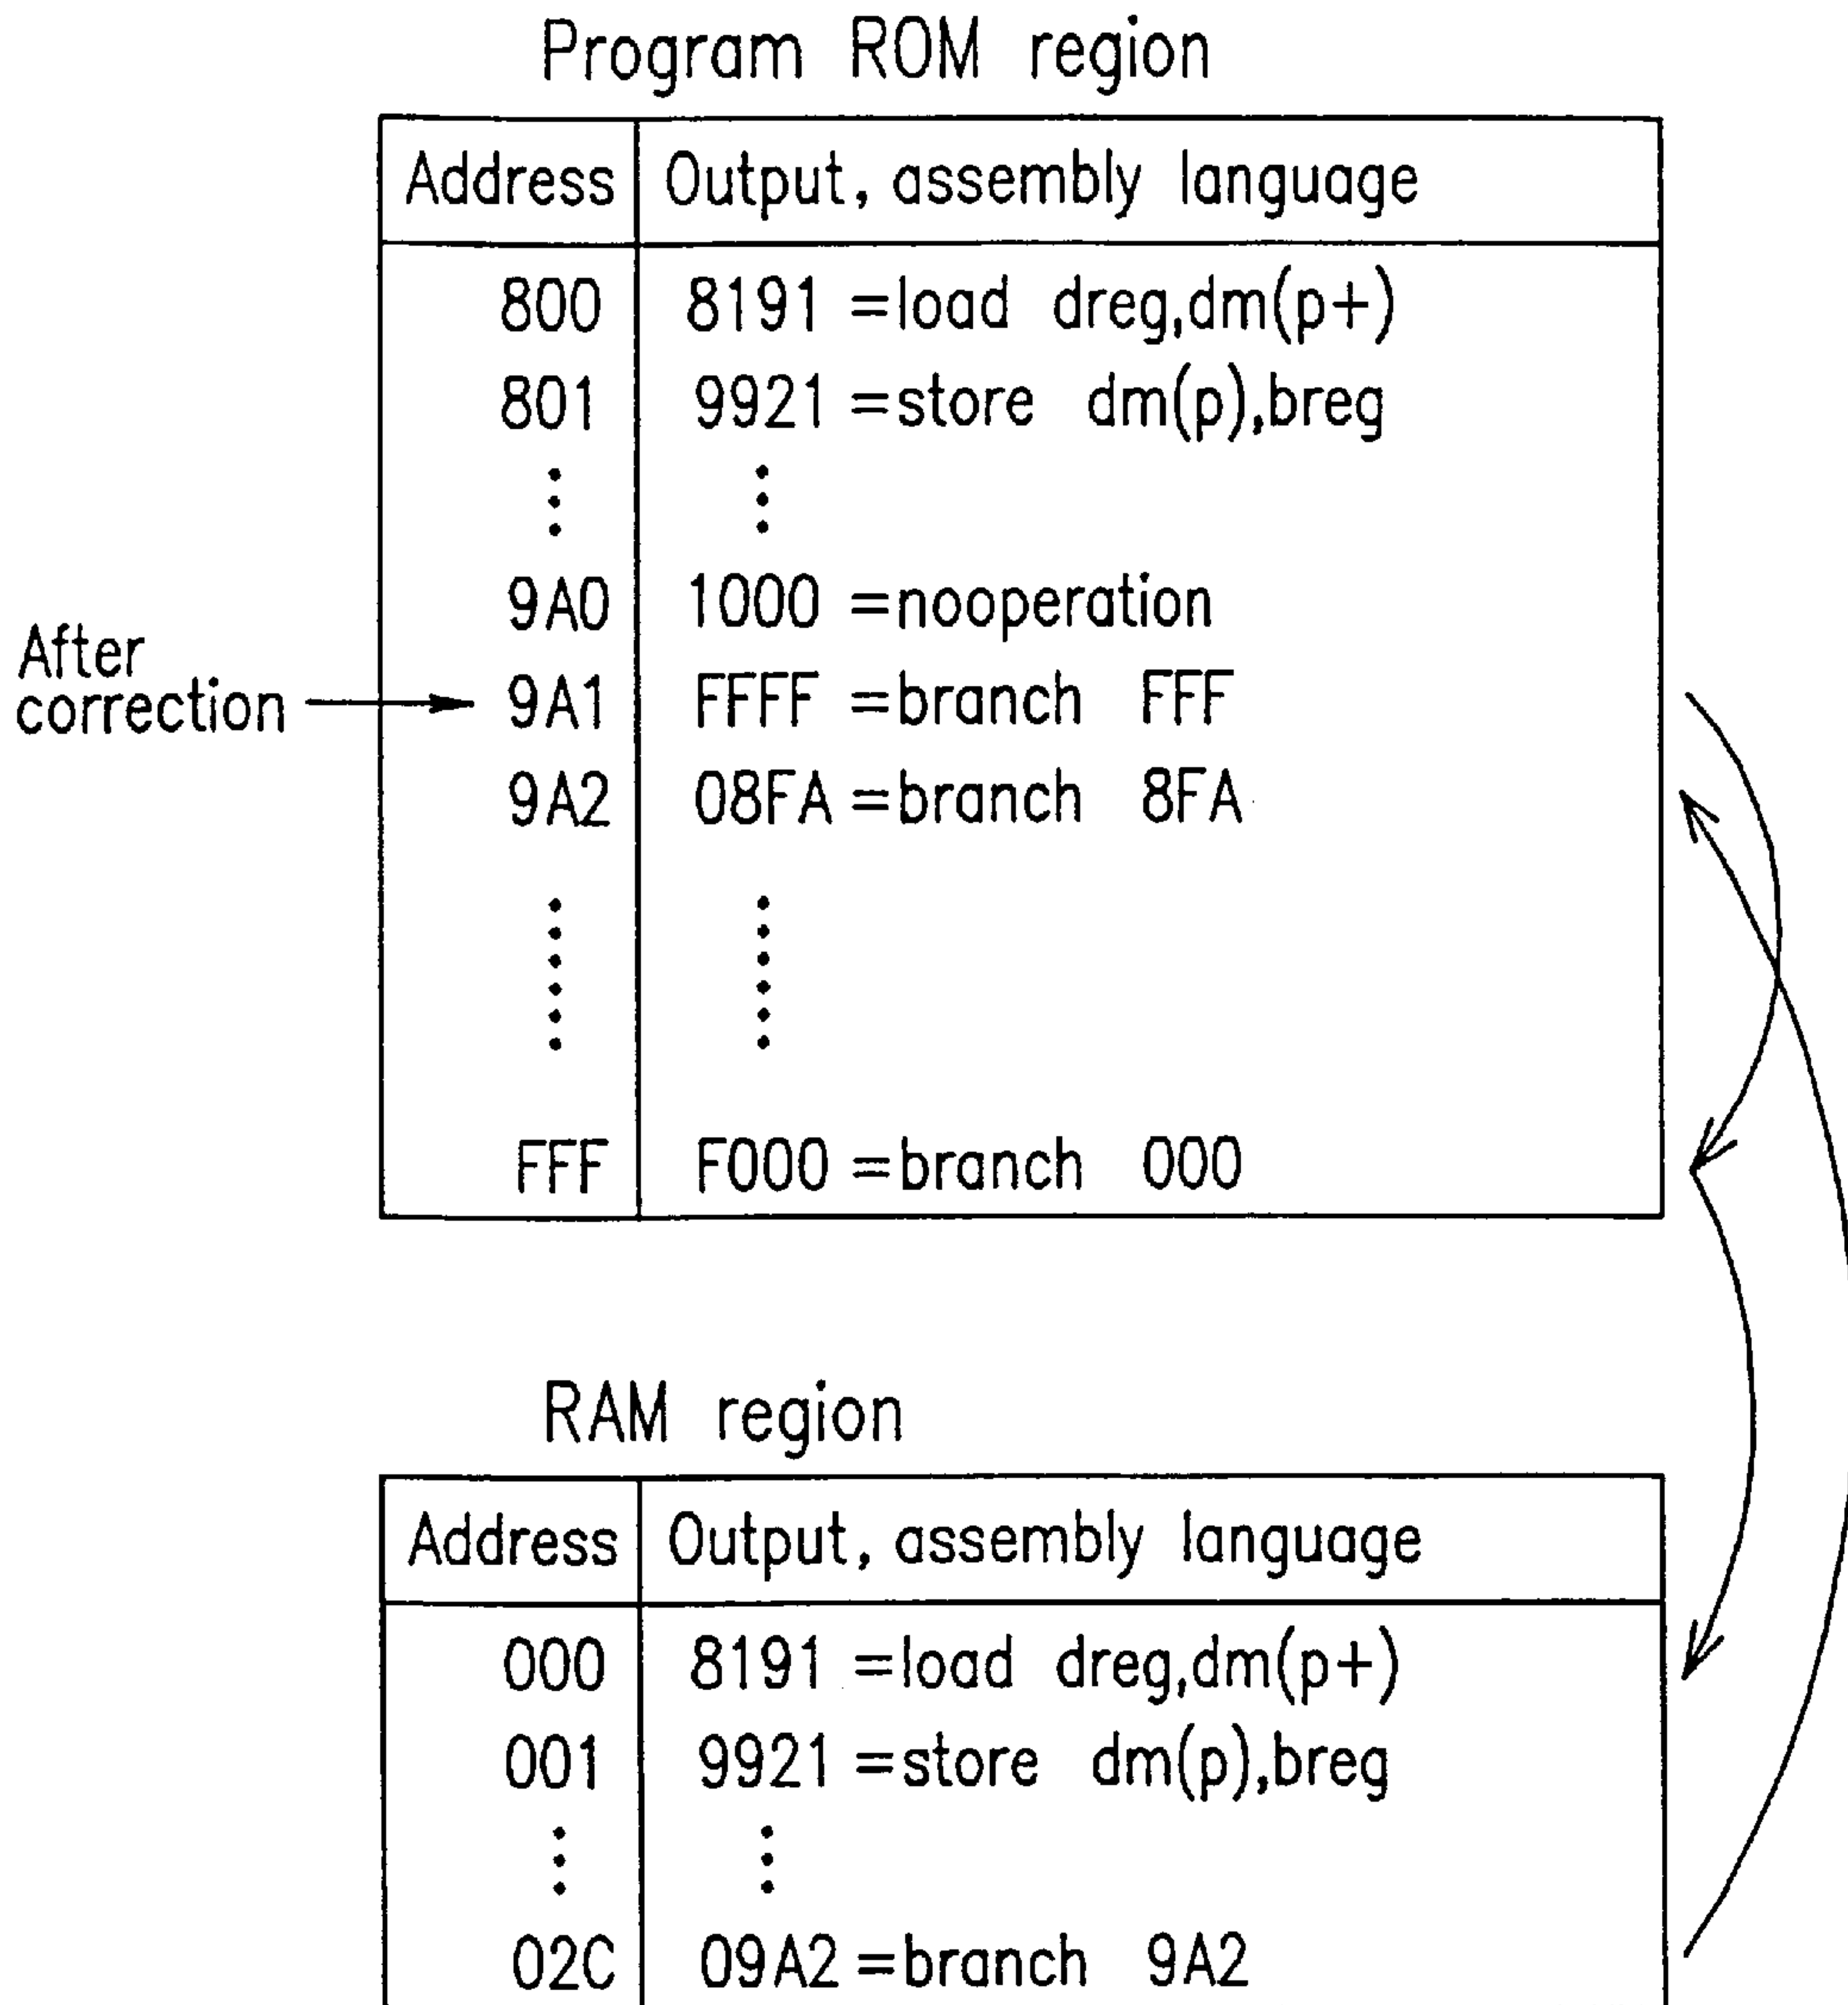 Program ROM region
Address Output, assembly language
800 8191 =load dreg,dm(p+)
801 9921 =store dm(p),breg
9A0 1000 =nooperation
After
correction
9A1 FFFF =branch FFF
9A2 08FA =branch 8FA
FFF F000 =branch 000
RAM region
Address Output, assembly language
000 8191 =load dreg,dm(p+)
001 9921 =store dm(p),breg
02C 09A2 =branch 9A2